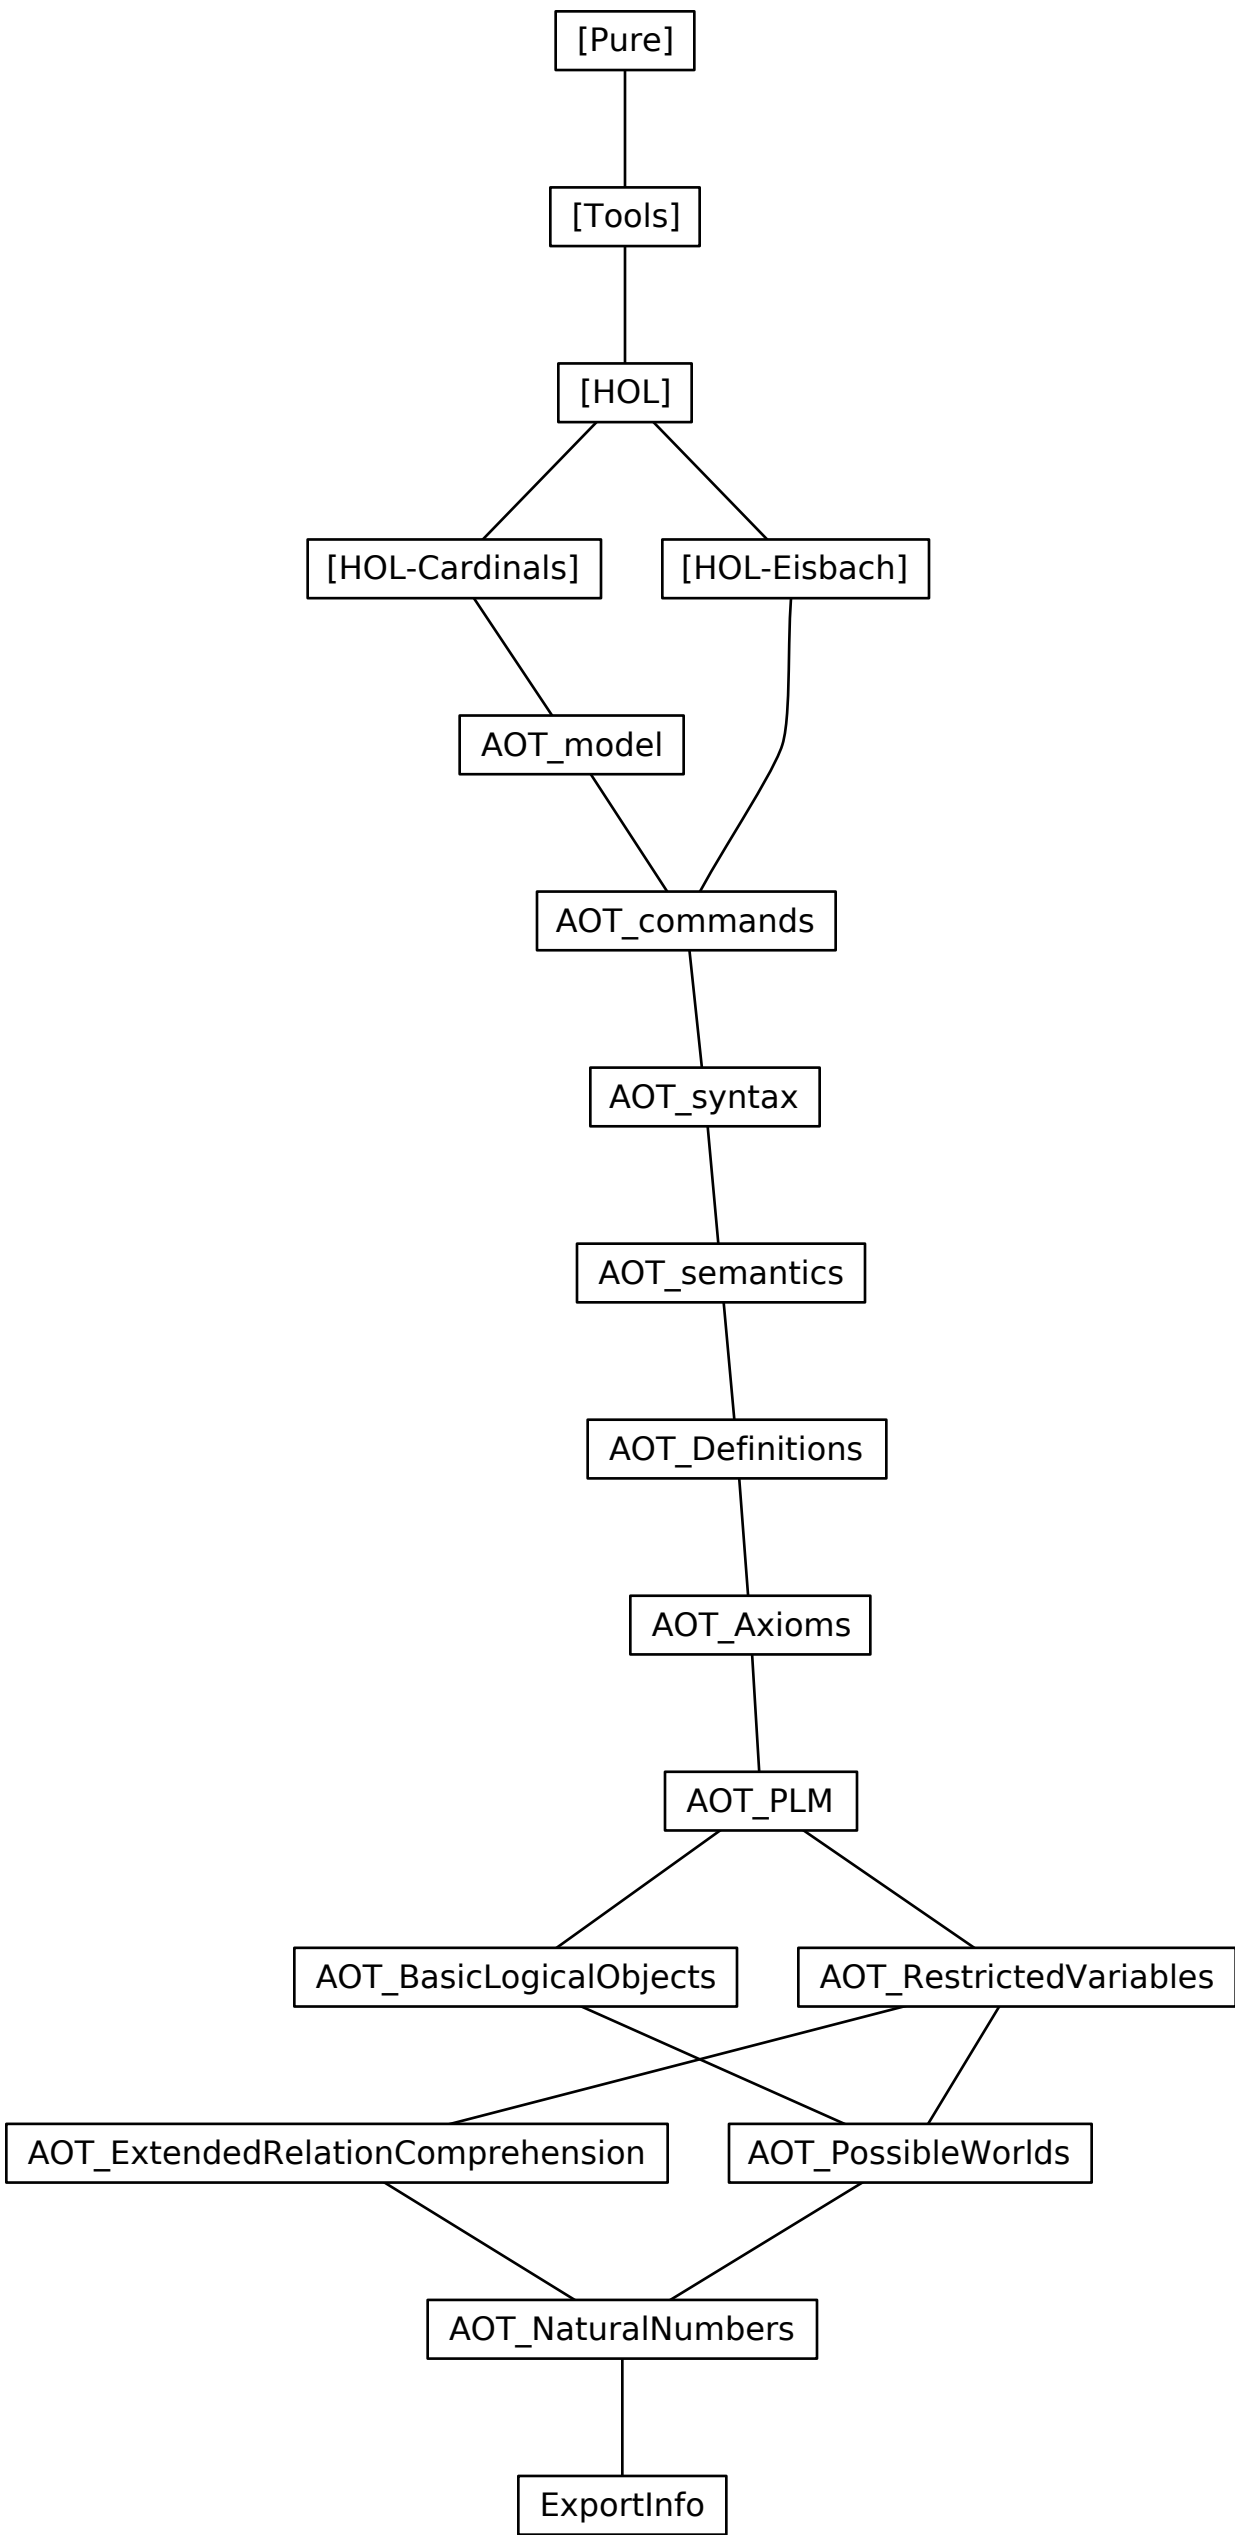 [Pure]
[Tools]
[HOL]
[HOL-Cardinals]
[HOL-Eisbach]
AOT_model
AOT_commands
AOT_syntax
AOT_semantics
AOT_Definitions
AOT_Axioms
AOT_PLM
AOT_BasicLogicalObjects
AOT_RestrictedVariables
AOT_ExtendedRelationComprehension
AOT_PossibleWorlds
AOT_NaturalNumbers
ExportInfo